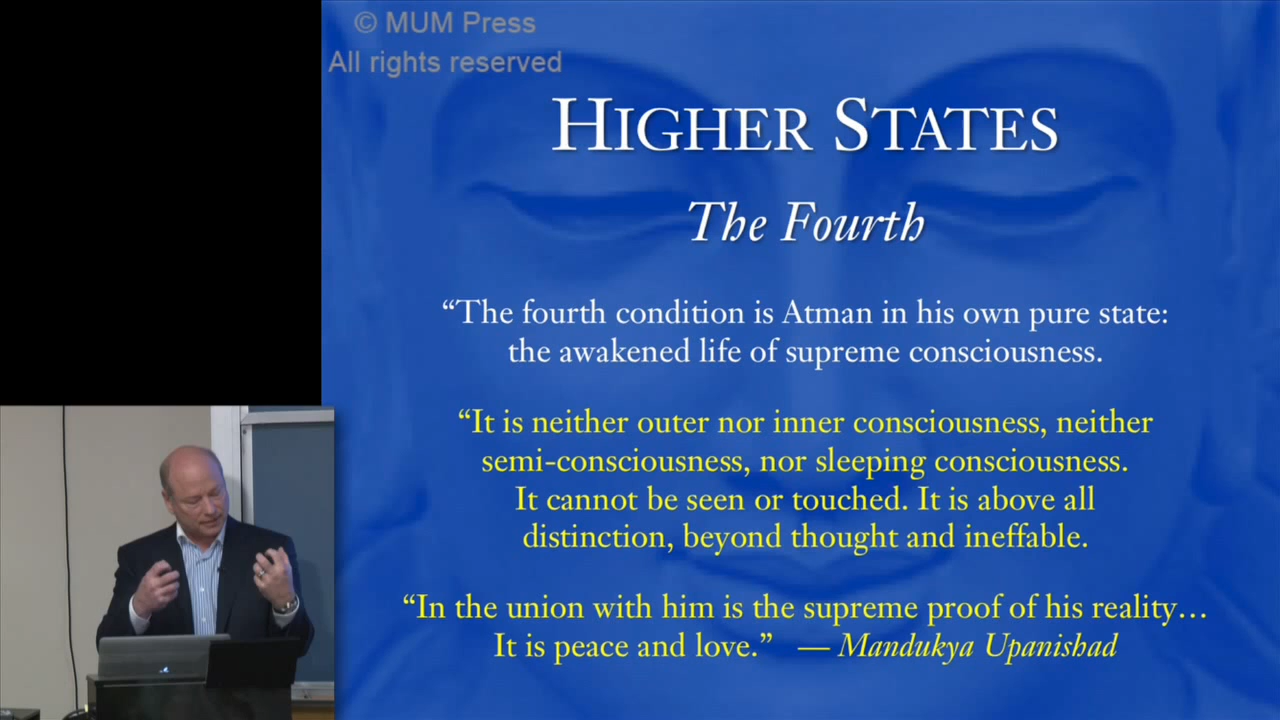 © MUM Press
All rights reserved
HIGHER STATES
The Fourth
“The fourth condition is Atman in his own pure state:
the awakened life of supreme consciousness.
“It is neither outer nor inner consciousness, neither
semi-consciousness, nor sleeping consciousness.
It cannot be seen or touched. It is above all
distinction, beyond thought and ineffable.
“In the union with him is the supreme proof of his reality…
It is peace and love.” — Mandukya Upanishad